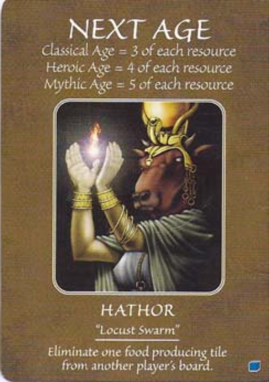 NEXT AGE
Classical Age = 3 of each resource
Heroic Age = 4 of each resource
Mythic Age = 5 of each resource
HATHOR
"Locust Swarm"
Eliminate one food producing tile
from another player's board.